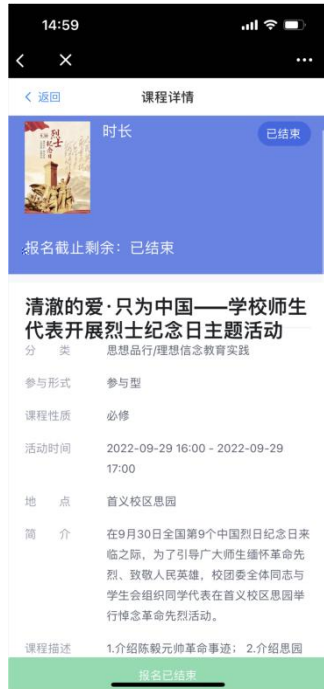 14:59
返回
课程详情
时长
已结束
烈士
纪念日
报名截止剩余：已结束
清澈的爱·只为中国——学校师生
代表开展烈士纪念日主题活动
分 类 思想品行/理想信念教育实践
参与形式 参与型
课程性质 必修
活动时间 2022-09-29 16:00 - 2022-09-29
17:00
地 点 首义校区思园
简 介 在9月30日全国第9个中国烈日纪念日来
临之际，为了引导广大师生缅怀革命先
烈、致敬人民英雄，校团委全体同志与
学生会组织同学代表在首义校区思园举
行悼念革命先烈活动。
课程描述 1.介绍陈毅元帅革命事迹； 2.介绍思园
报名已结束